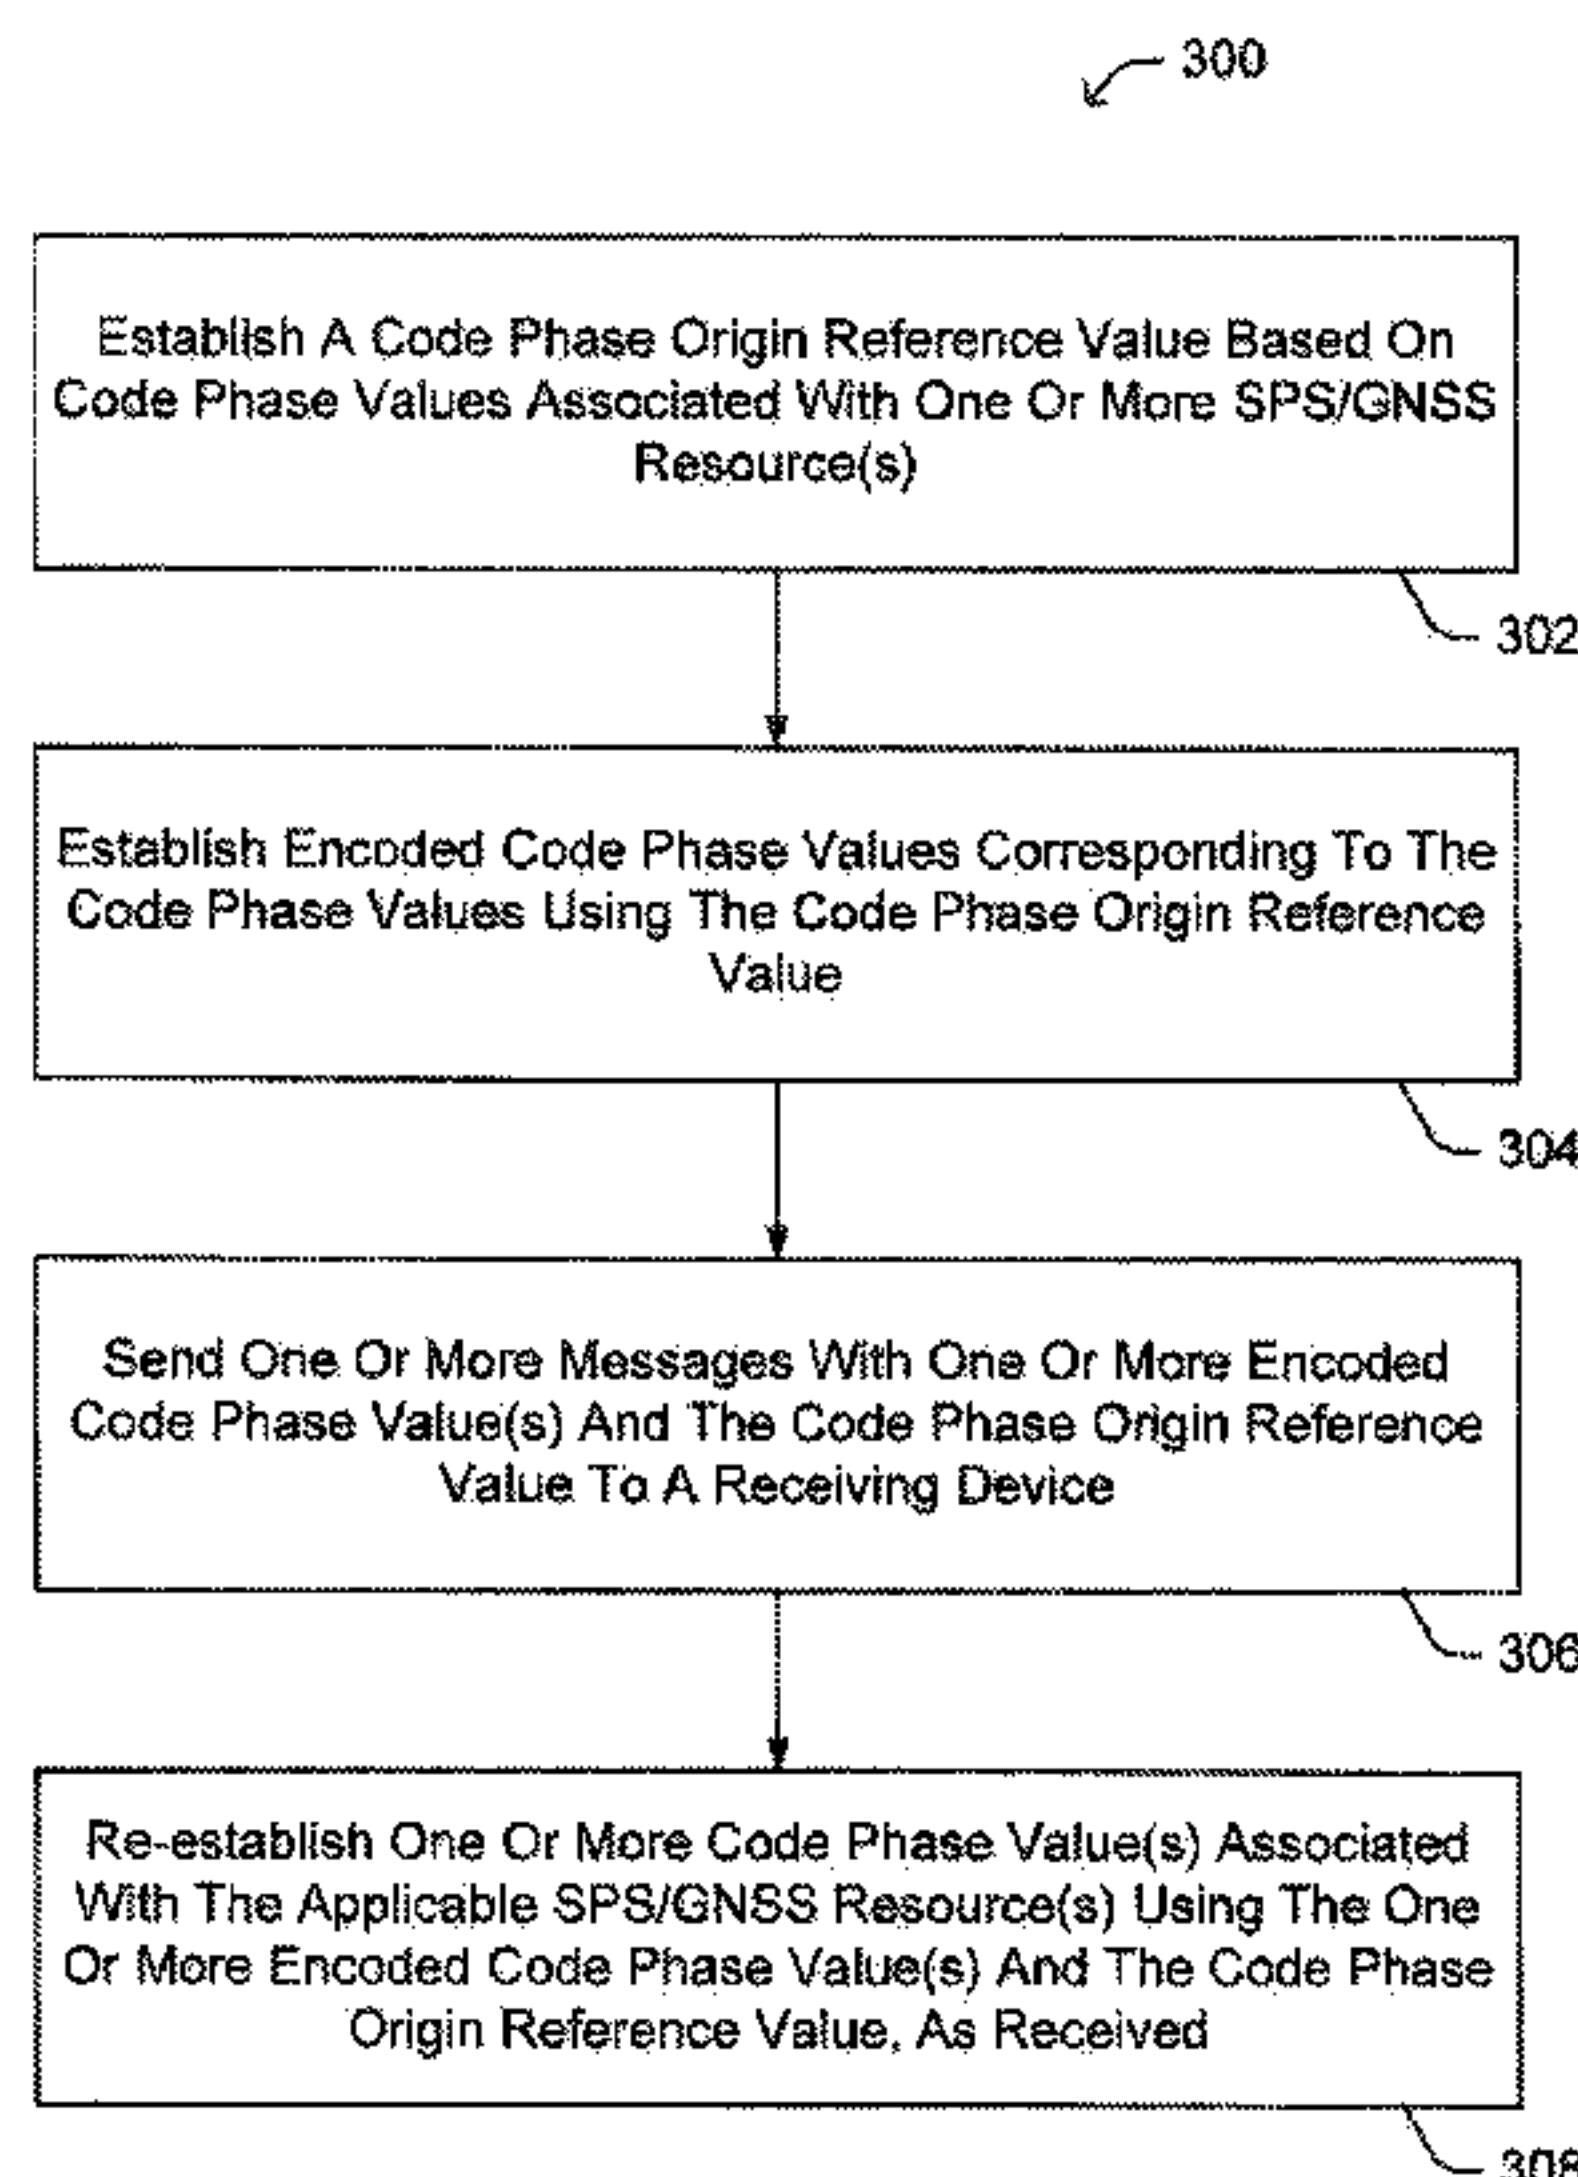 300
Establish A Code Phase Origin Reference Value Based On
Code Phase Values Associated With One Or More SPS/GNSS
Resource(s)
302
Establish Encoded Code Phase Values Corresponding To The
Code Phase Values Using The Code Phase Origin Reference
Value
304
Send One Or More Messages With One Or More Encoded
Code Phase Value(s) And The Code Phase Origin Reference
Value To A Receiving Device
306
Re-establish One Or More Code Phase Value(s) Associated
With The Applicable SPS/GNSS Resource(s) Using The One
Or More Encoded Code Phase Value(s) And The Code Phase
Origin Reference Value, As Received
308